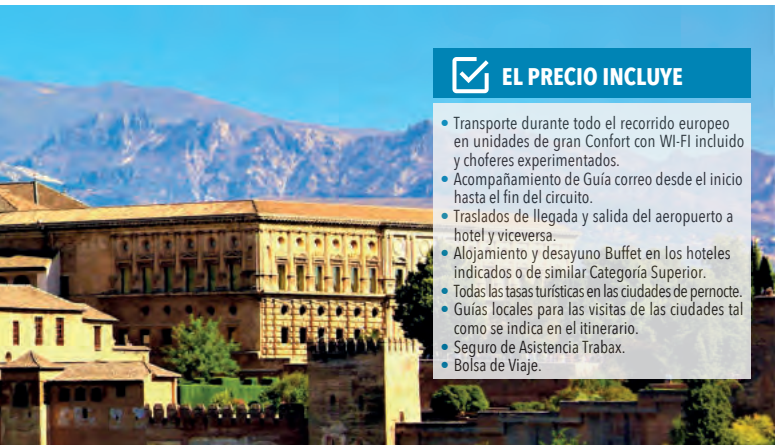 EL PRECIO INCLUYE
• Transporte durante todo el recorrido europeo
en unidades de gran Confort con WI-FI incluido
y choferes experimentados.
• Acompañamiento de Guía correo desde el inicio
hasta el fin del circuito.
• Traslados de llegada y salida del aeropuerto a
hotel y viceversa.
• Alojamiento y desayuno Buffet en los hoteles
indicados o de similar Categoría Superior.
• Todas las tasas turísticas en las ciudades de pernocte.
• Guías locales para las visitas de las ciudades tal
como se indica en el itinerario.
• Seguro de Asistencia Trabax.
• Bolsa de Viaje.